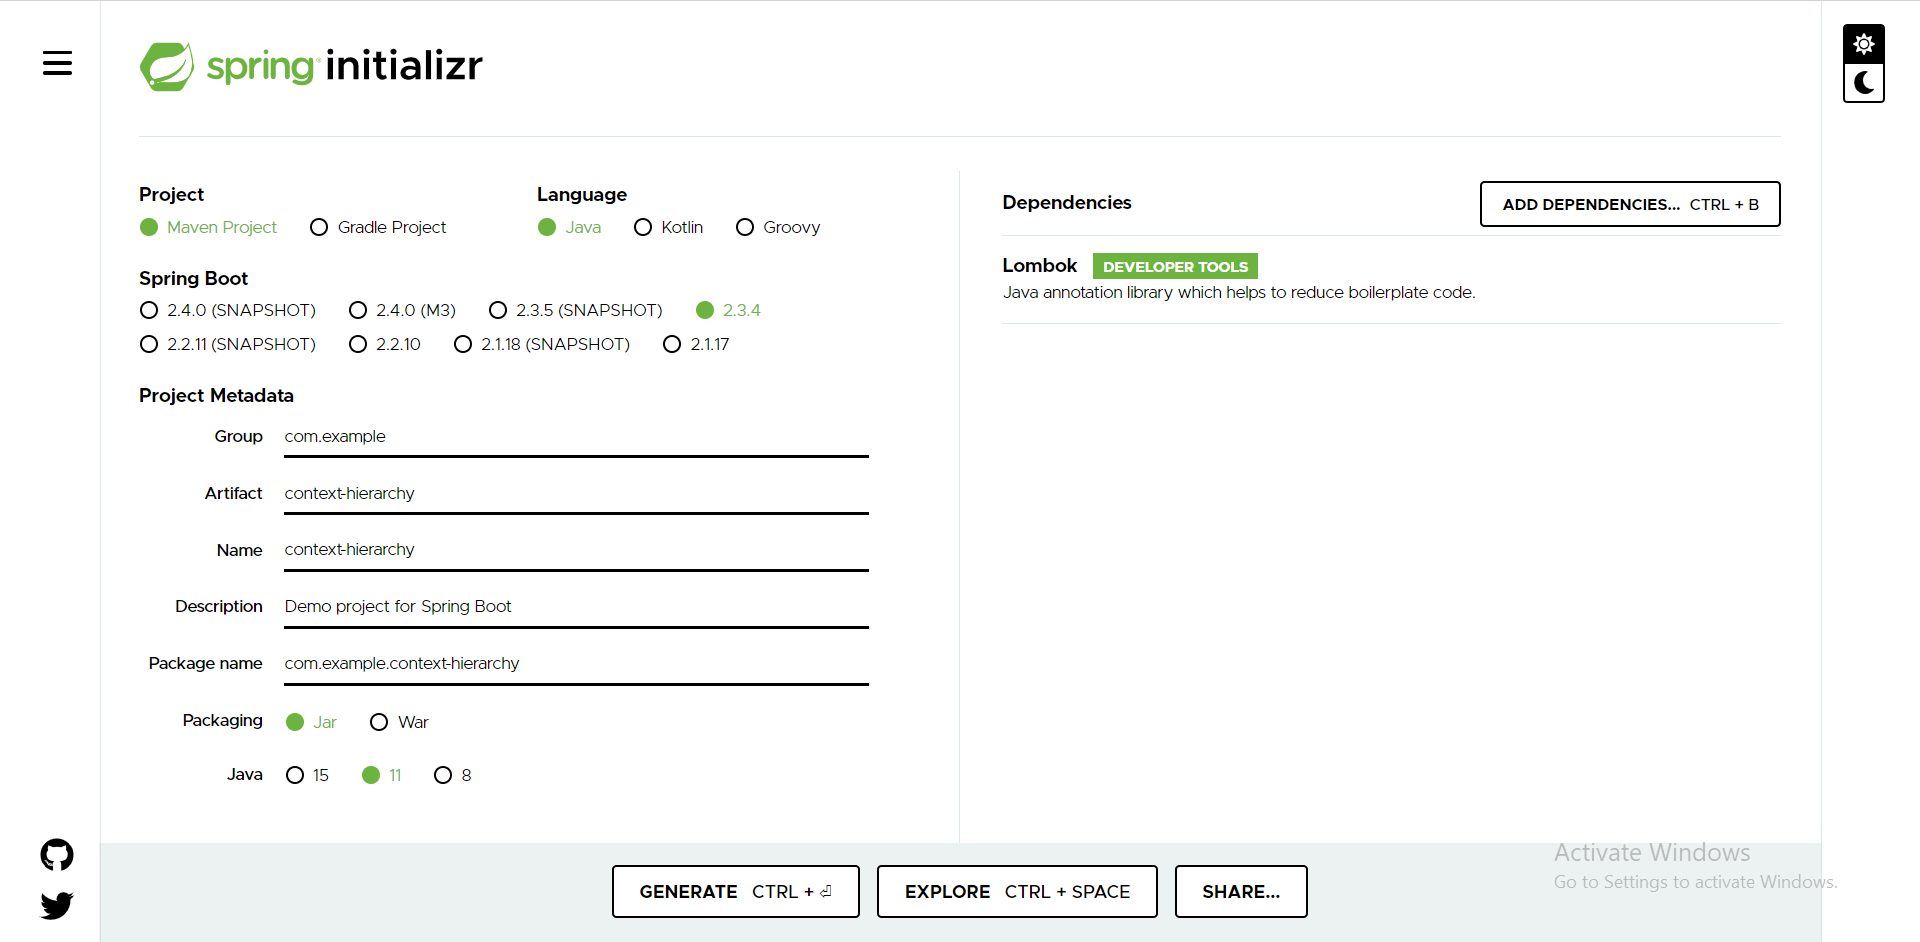 spring initializr
Project
Maven Project Gradle Project
Language
Java Kotlin Groovy
Spring Boot
2.4.0 (SNAPSHOT) 2.4.0 (M3) 2.3.5 (SNAPSHOT) 2.3.4
2.2.11 (SNAPSHOT) 2.2.10 2.1.18 (SNAPSHOT) 2.1.17
Project Metadata
Group com.example
Artifact context-hierarchy
Name context-hierarchy
Description Demo project for Spring Boot
Package name com.example.context-hierarchy
Packaging Jar War
Java 15 11 8
Dependencies
ADD DEPENDENCIES... CTRL + B
Lombok DEVELOPER TOOLS
Java annotation library which helps to reduce boilerplate code.
GENERATE CTRL + ⏎
EXPLORE CTRL + SPACE
SHARE...
Activate Windows
Go to Settings to activate Windows.